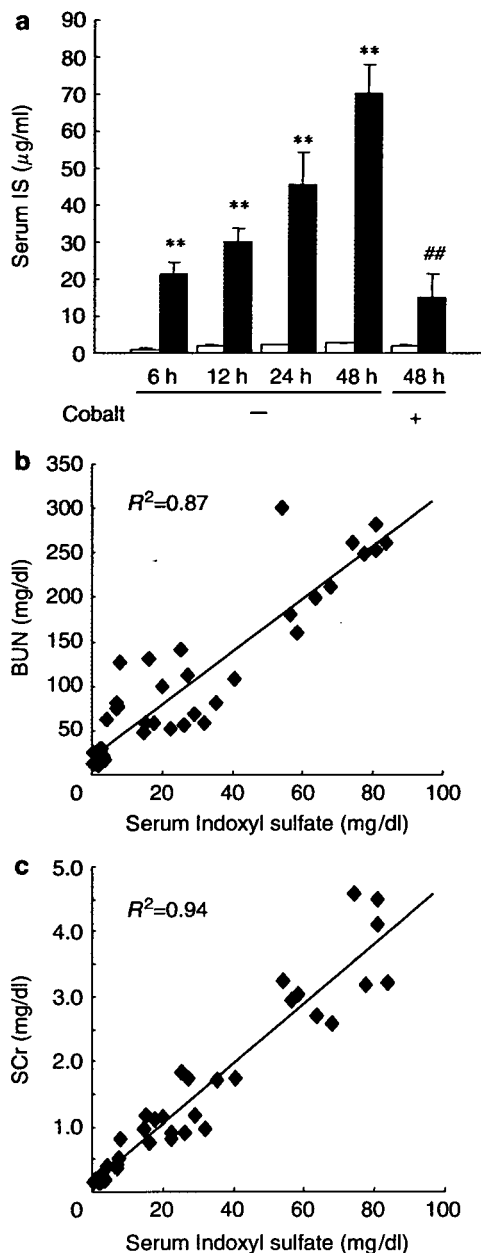 a
90
80
70
60
50
40
30
20
10
0
Serum IS (μg/ml)
**
**
**
**
##
6 h 12 h 24 h 48 h 48 h
Cobalt − +
b
350
300
250
200
150
100
50
R²=0.87
BUN (mg/dl)
0 20 40 60 80 100
Serum Indoxyl sulfate (mg/dl)
c
5.0
4.0
3.0
2.0
1.0
R²=0.94
SCr (mg/dl)
0 20 40 60 80 100
Serum Indoxyl sulfate (mg/dl)